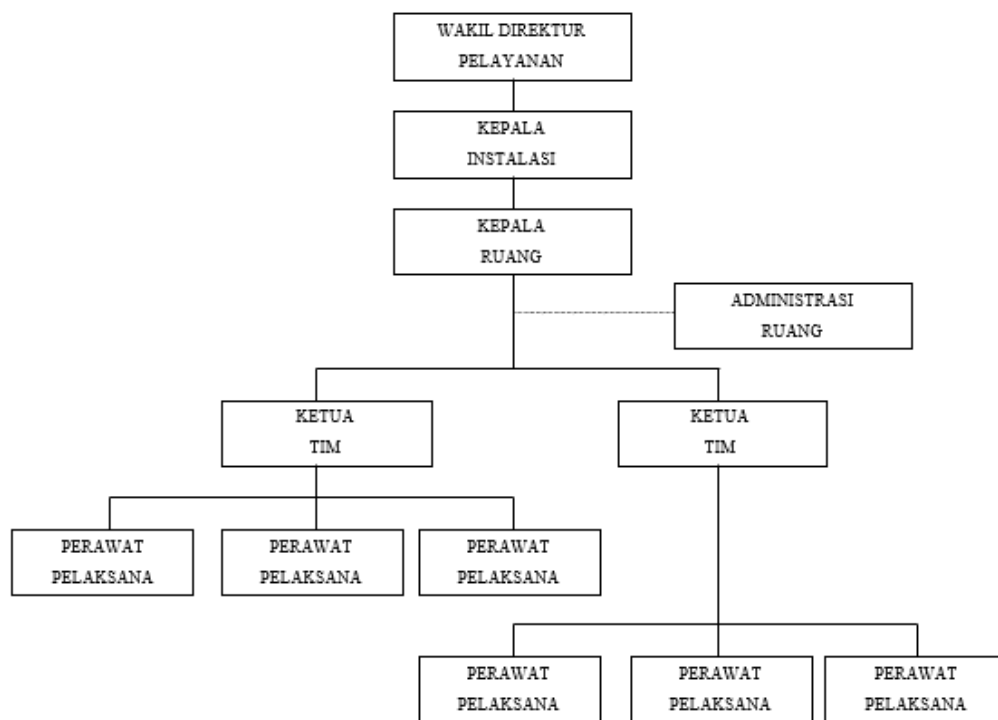 WAKIL DIREKTUR
PELAYANAN
KEPALA
INSTALASI
KEPALA
RUANG
ADMINISTRASI
RUANG
KETUA
TIM
KETUA
TIM
PERAWAT
PELAKSANA
PERAWAT
PELAKSANA
PERAWAT
PELAKSANA
PERAWAT
PELAKSANA
PERAWAT
PELAKSANA
PERAWAT
PELAKSANA